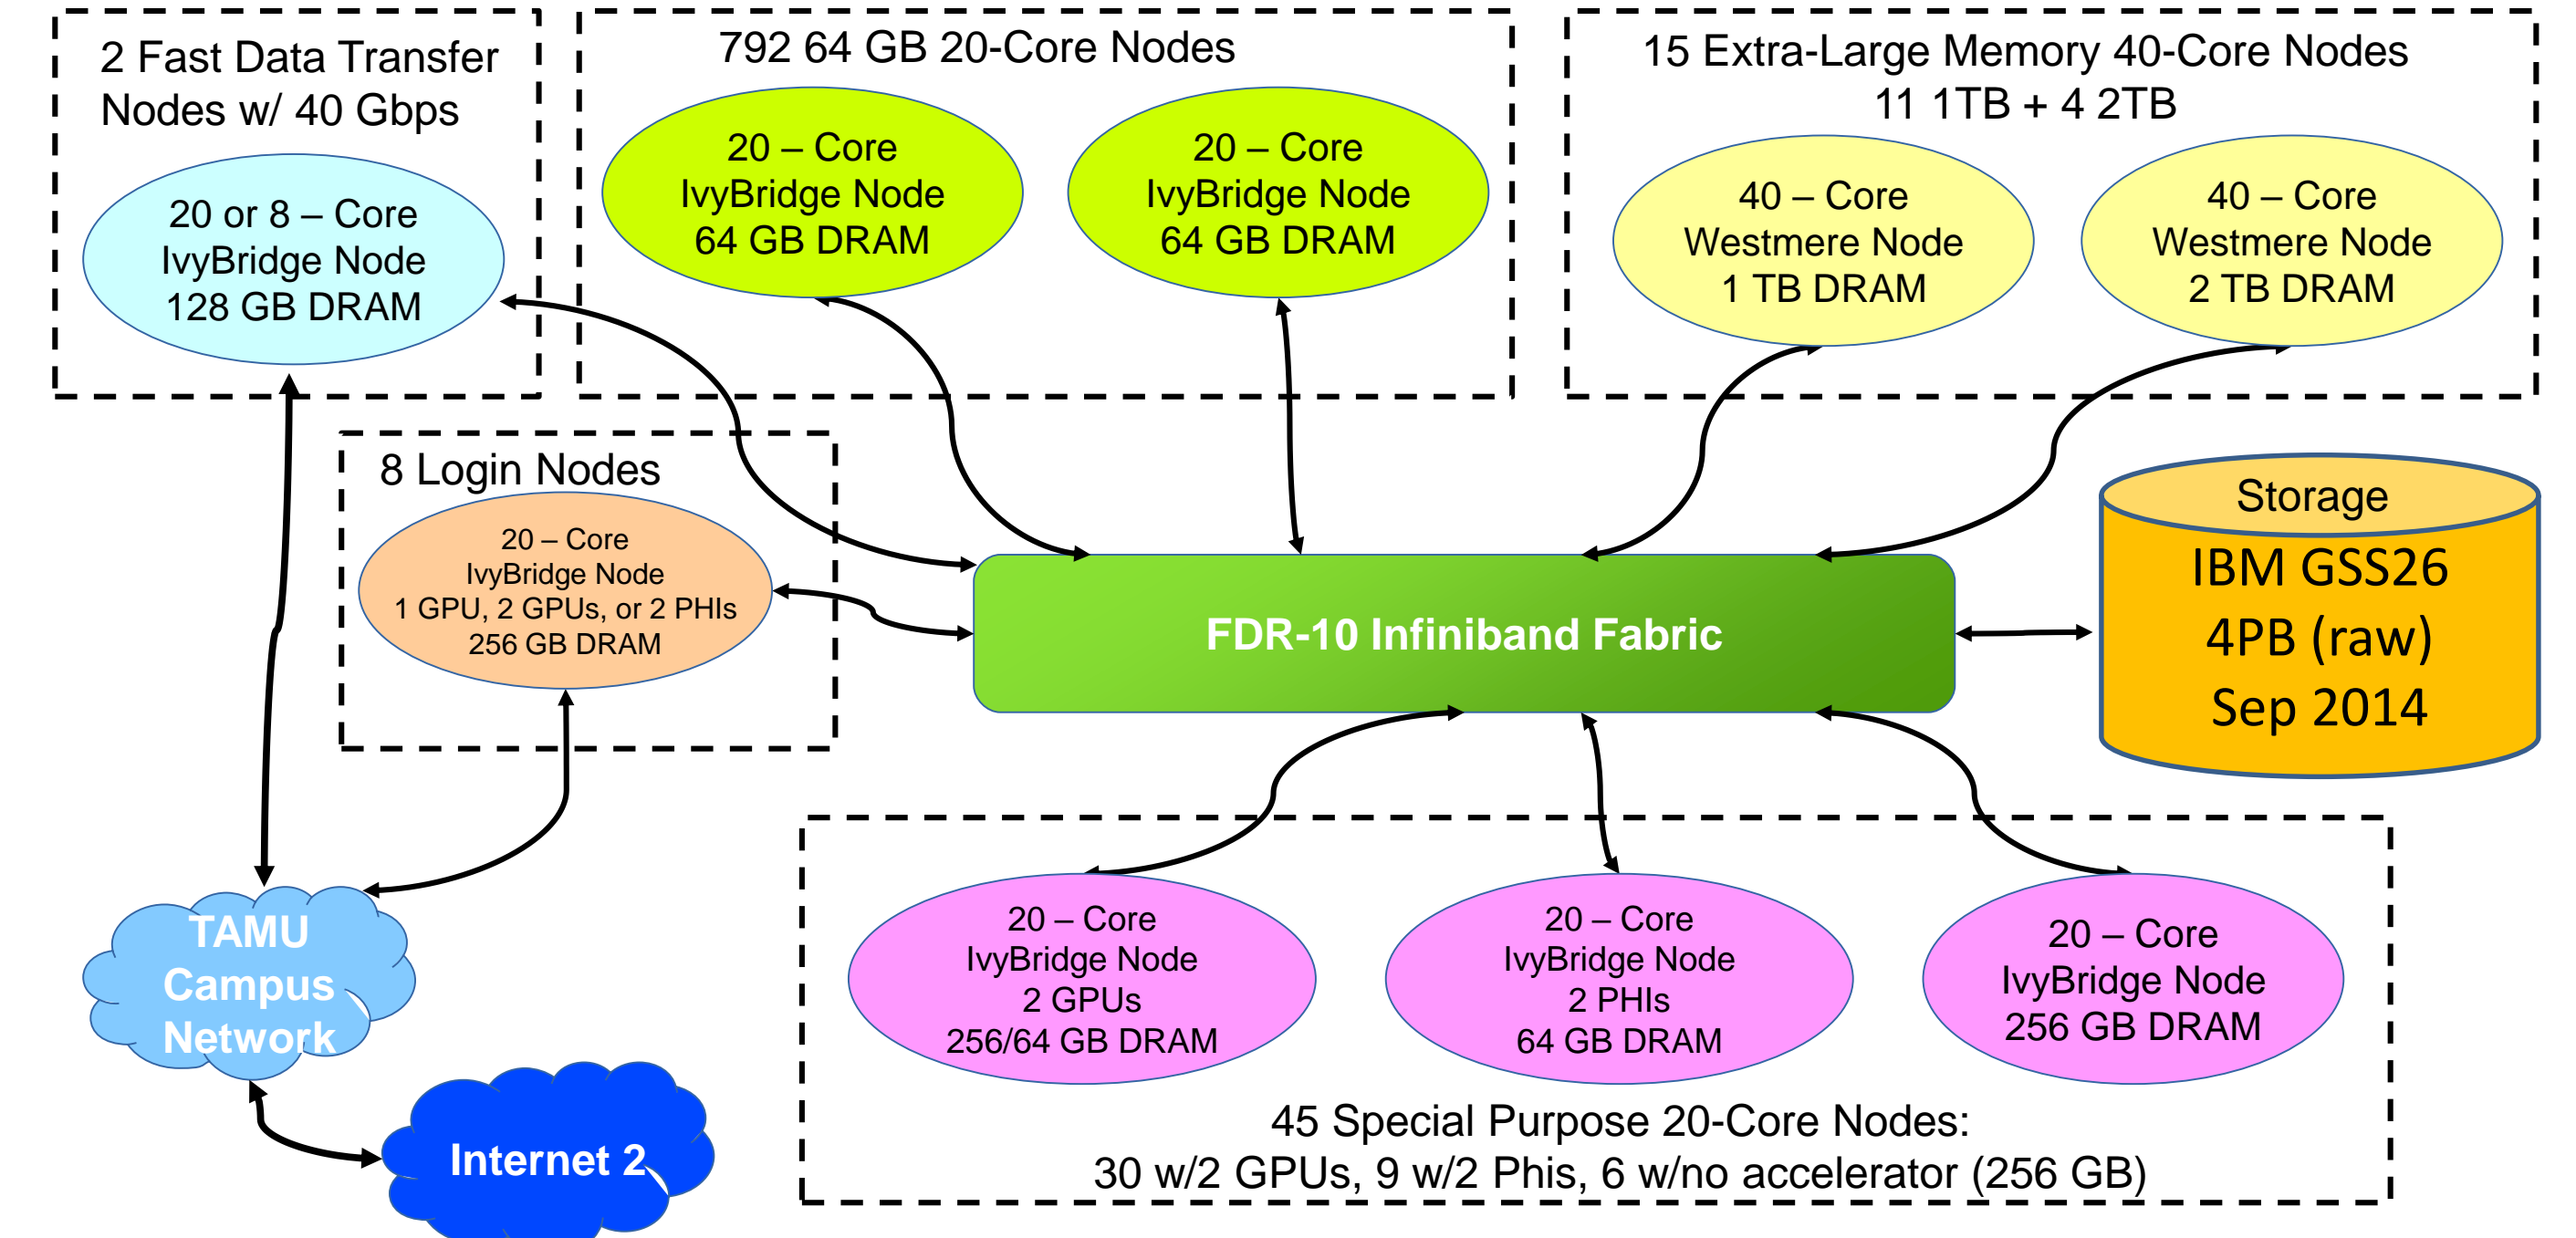 2 Fast Data Transfer
Nodes w/ 40 Gbps
20 or 8 – Core
IvyBridge Node
128 GB DRAM
792 64 GB 20-Core Nodes
20 – Core
IvyBridge Node
64 GB DRAM
20 – Core
IvyBridge Node
64 GB DRAM
15 Extra-Large Memory 40-Core Nodes
11 1TB + 4 2TB
40 – Core
Westmere Node
1 TB DRAM
40 – Core
Westmere Node
2 TB DRAM
8 Login Nodes
20 – Core
IvyBridge Node
1 GPU, 2 GPUs, or 2 PHIs
256 GB DRAM
FDR-10 Infiniband Fabric
Storage
IBM GSS26
4PB (raw)
Sep 2014
TAMU
Campus
Network
Internet 2
20 – Core
IvyBridge Node
2 GPUs
256/64 GB DRAM
20 – Core
IvyBridge Node
2 PHIs
64 GB DRAM
20 – Core
IvyBridge Node
256 GB DRAM
45 Special Purpose 20-Core Nodes:
30 w/2 GPUs, 9 w/2 Phis, 6 w/no accelerator (256 GB)